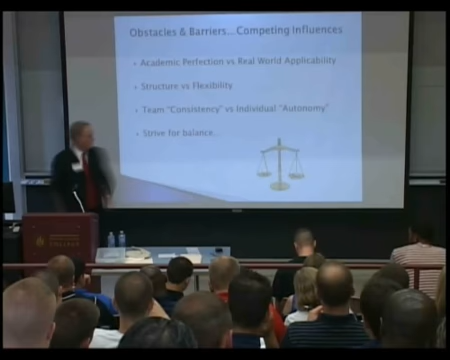 Obstacles & Barriers...Competing Influences
• Academic Perfection vs Real World Applicability
• Structure vs Flexibility
• Team "Consistency" vs Individual "Autonomy"
• Strive for balance...
COLLEGE